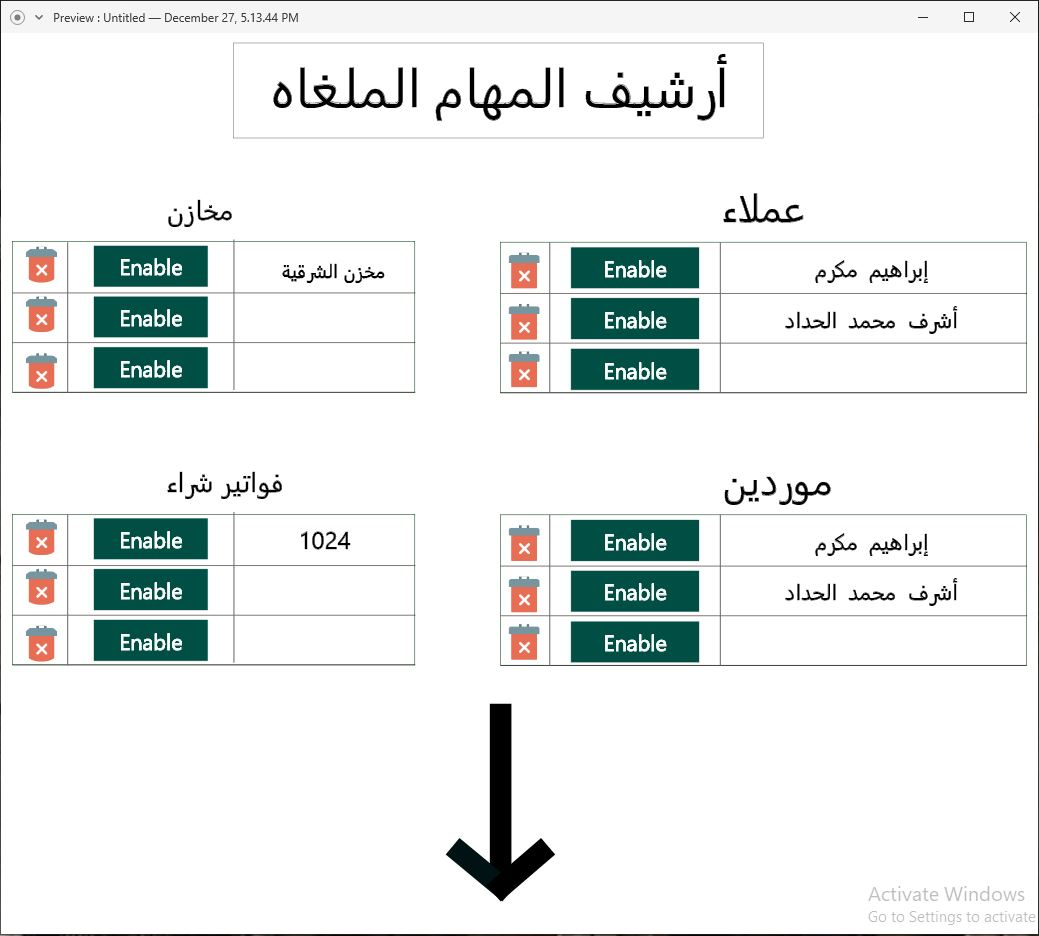 Preview : Untitled — December 27, 5.13.44 PM
أرشيف المهام الملغاه
عملاء
إبراهيم مكرم Enable
أشرف محمد الحداد Enable
Enable
مخازن
مخزن الشرقية Enable
Enable
Enable
موردين
إبراهيم مكرم Enable
أشرف محمد الحداد Enable
Enable
فواتير شراء
1024 Enable
Enable
Enable
Activate Windows
Go to Settings to activate